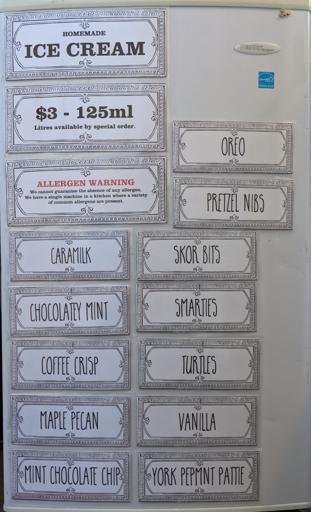 HOMEMADE
ICE CREAM
$3 - 125ml
Litres available by special order.
ALLERGEN WARNING
We cannot guarantee the absence of any allergen.
We have a single machine in a kitchen where a variety
of common allergens are present.
OREO
PRETZEL NIBS
CARAMILK
SKOR BITS
CHOCOLATEY MINT
SMARTIES
COFFEE CRISP
TURTLES
MAPLE PECAN
VANILLA
MINT CHOCOLATE CHIP
YORK PEPMNT PATTIE